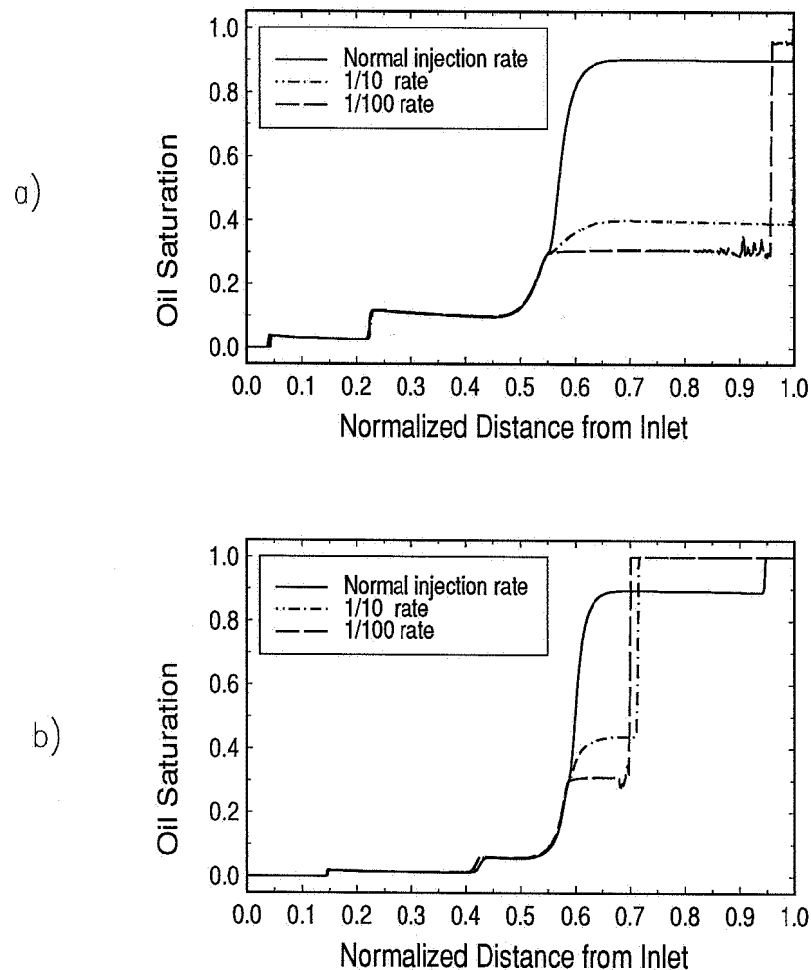 a)
Oil Saturation
1.0
0.8
0.6
0.4
0.2
0.0
Normal injection rate
1/10 rate
1/100 rate
0.0 0.1 0.2 0.3 0.4 0.5 0.6 0.7 0.8 0.9 1.0
Normalized Distance from Inlet
b)
Oil Saturation
1.0
0.8
0.6
0.4
0.2
0.0
Normal injection rate
1/10 rate
1/100 rate
0.0 0.1 0.2 0.3 0.4 0.5 0.6 0.7 0.8 0.9 1.0
Normalized Distance from Inlet